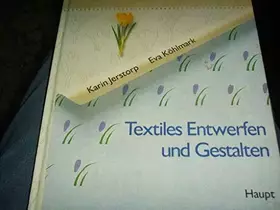 Karin Jerstorp Eva Köhlmark
Textiles Entwerfen
und Gestalten
Haupt